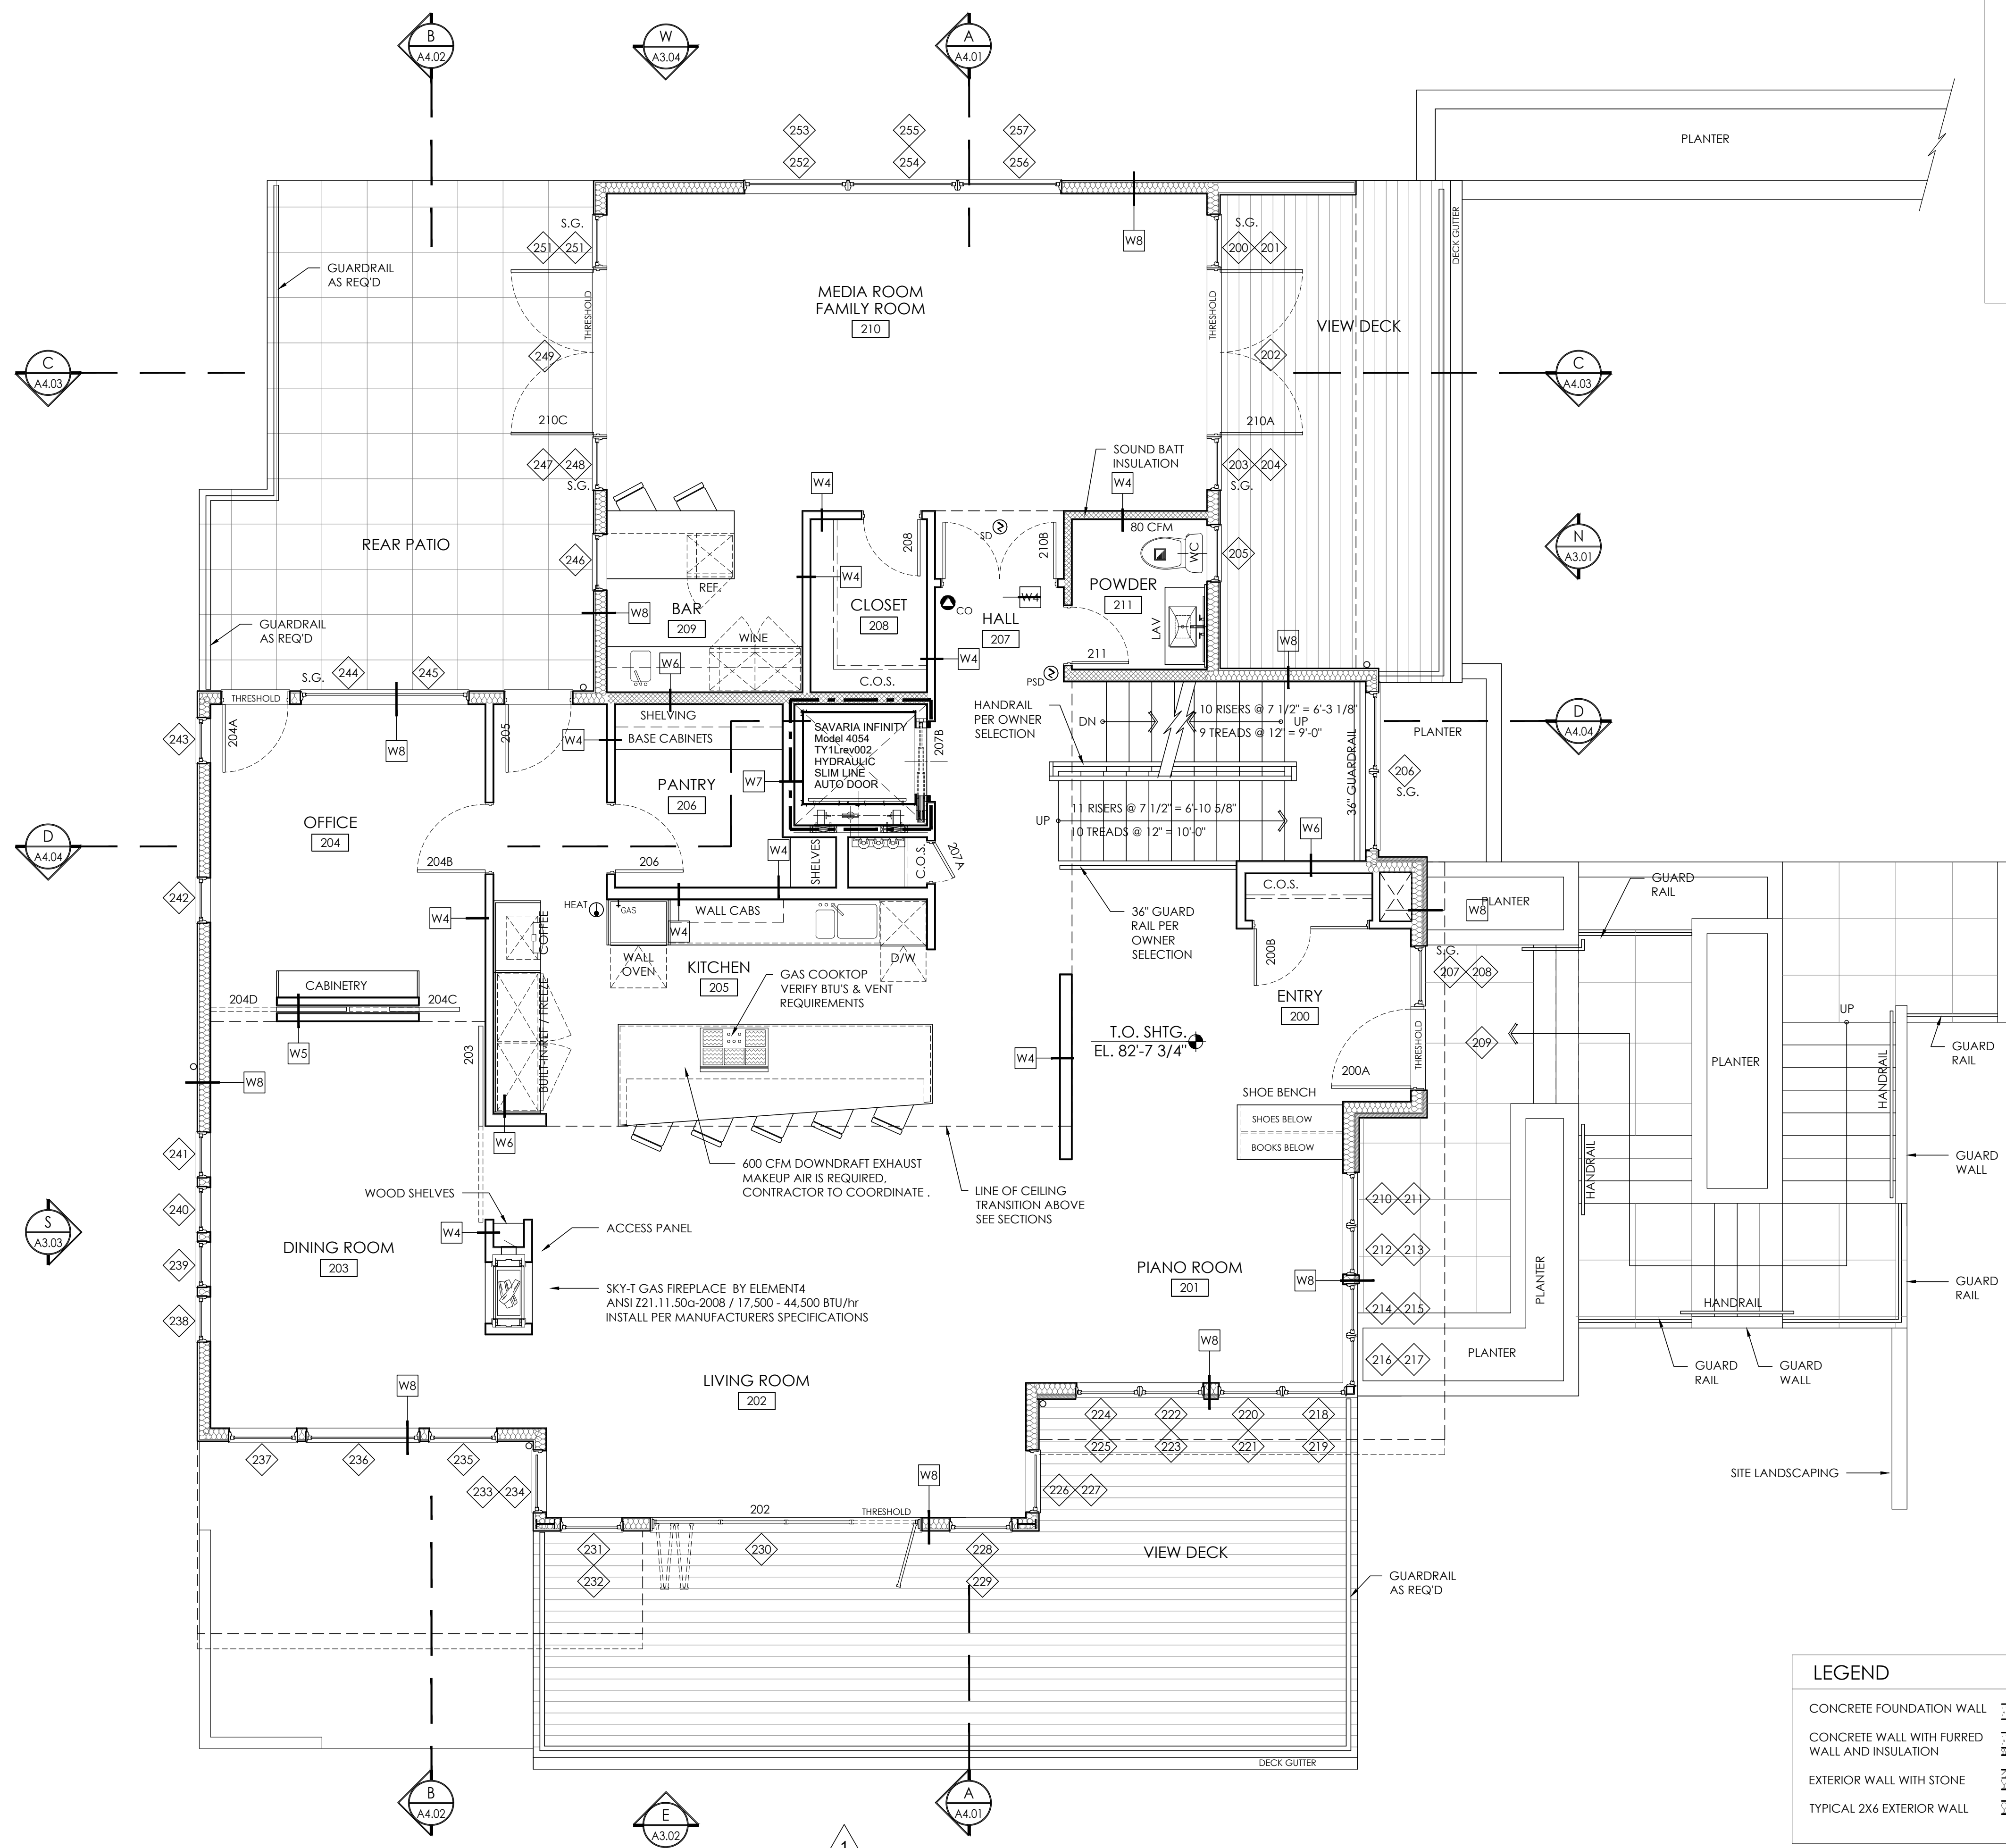 B
A4.02
W
A3.04
A
A4.01
253
255
257
252
254
256
PLANTER
S.G.
251
251
W8
S.G.
200
201
DECK GUTTER
GUARDRAIL
AS REQ'D
THRESHOLD
MEDIA ROOM
FAMILY ROOM
210
THRESHOLD
VIEW DECK
249
202
C
A4.03
C
A4.03
210C
210A
247
248
S.G.
SOUND BATT
INSULATION
203
204
S.G.
W4
W4
80 CFM
REAR PATIO
246
208
SD
210B
WC
205
N
A3.01
REF.
W4
POWDER
211
W8
BAR
209
CLOSET
208
CO
W4
HALL
207
LAV
GUARDRAIL
AS REQ'D
WINE
W8
W6
W4
211
S.G.
244
245
C.O.S.
PSD
THRESHOLD
HANDRAIL
PER OWNER
SELECTION
DN
10 RISERS @ 7 1/2" = 6'-3 1/8"
UP
9 TREADS @ 12" = 9'-0"
D
A4.04
PLANTER
243
204A
W8
205
W4
SHELVING
BASE CABINETS
SAVARIA INFINITY
Model 4054
TY1Lrev002
HYDRAULIC
SLIM LINE
AUTO DOOR
207B
36" GUARDRAIL
206
S.G.
W7
PANTRY
206
OFFICE
204
11 RISERS @ 7 1/2" = 6'-10 5/8"
UP
10 TREADS @ 12" = 10'-0"
W6
D
A4.04
204B
206
W4
SHELVES
C.O.S.
207A
C.O.S.
GUARD
RAIL
242
W4
HEAT
GAS
W4
WALL CABS
COFFEE
36" GUARD
RAIL PER
OWNER
SELECTION
W8
PLANTER
WALL
OVEN
KITCHEN
205
D/W
200B
S.G.
207
208
CABINETRY
GAS COOKTOP
VERIFY BTU'S & VENT
REQUIREMENTS
204D
204C
ENTRY
200
UP
W5
203
BUILT-IN REF / FREEZE
T.O. SHTG.
EL. 82'-7 3/4"
THRESHOLD
209
GUARD
RAIL
W4
PLANTER
HANDRAIL
W8
200A
SHOE BENCH
SHOES BELOW
BOOKS BELOW
W6
241
HANDRAIL
GUARD
WALL
600 CFM DOWNDRAFT EXHAUST
MAKEUP AIR IS REQUIRED,
CONTRACTOR TO COORDINATE .
LINE OF CEILING
TRANSITION ABOVE
SEE SECTIONS
WOOD SHELVES
210
211
240
S
A3.03
W4
ACCESS PANEL
DINING ROOM
203
239
212
213
PIANO ROOM
201
W8
PLANTER
GUARD
RAIL
SKY-T GAS FIREPLACE BY ELEMENT4
ANSI Z21.11.50a-2008 / 17,500 - 44,500 BTU/hr
INSTALL PER MANUFACTURERS SPECIFICATIONS
238
214
215
HANDRAIL
W8
216
217
PLANTER
GUARD
RAIL
GUARD
WALL
LIVING ROOM
202
W8
224
222
220
218
225
223
221
219
237
236
235
233
234
W8
226
227
SITE LANDSCAPING
202
THRESHOLD
231
230
228
VIEW DECK
232
229
GUARDRAIL
AS REQ'D
LEGEND
CONCRETE FOUNDATION WALL
CONCRETE WALL WITH FURRED
WALL AND INSULATION
EXTERIOR WALL WITH STONE
TYPICAL 2X6 EXTERIOR WALL
DECK GUTTER
B
A4.02
E
A3.02
A
A4.01
1